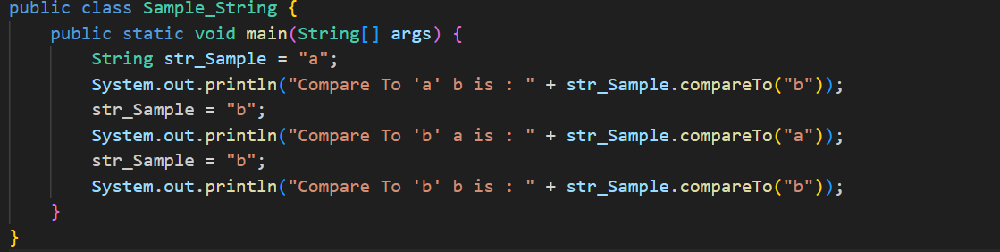 public class Sample_String {
    public static void main(String[] args) {
        String str_Sample = "a";
        System.out.println("Compare To 'a' b is : " + str_Sample.compareTo("b"));
        str_Sample = "b";
        System.out.println("Compare To 'b' a is : " + str_Sample.compareTo("a"));
        str_Sample = "b";
        System.out.println("Compare To 'b' b is : " + str_Sample.compareTo("b"));
    }
}